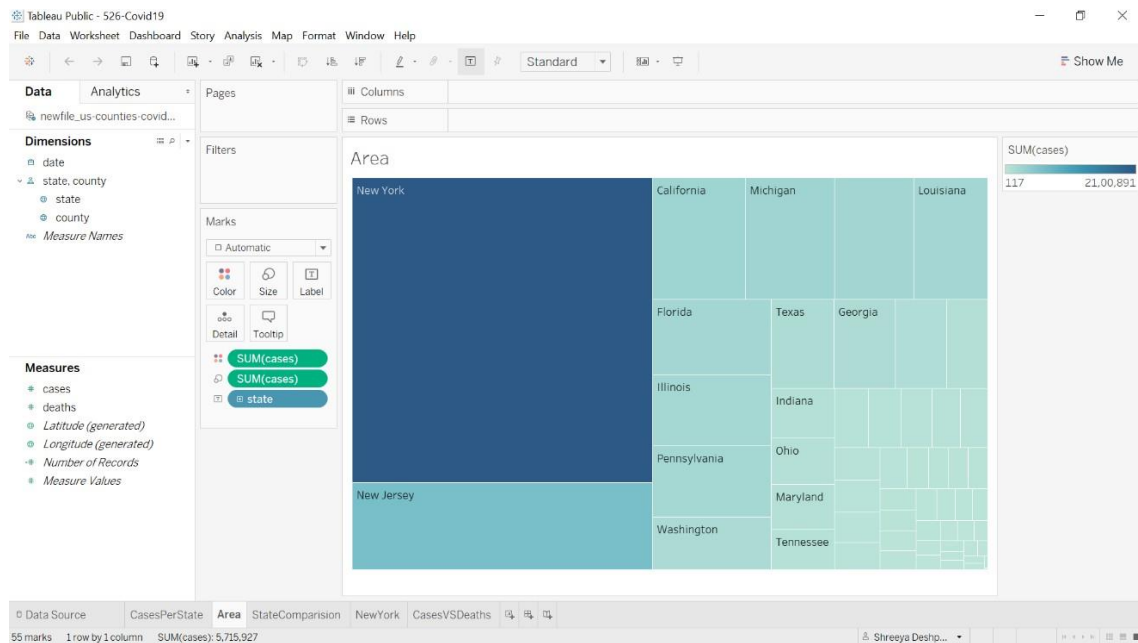 Tableau Public - 526-Covid19
File Data Worksheet Dashboard Story Analysis Map Format Window Help
Standard
Show Me
Data Analytics
Pages
Columns
newfile_us-counties-covid...
Rows
Dimensions
Filters
date
state, county
state
county
Abc Measure Names
Marks
Automatic
Color Size Label
Detail Tooltip
SUM(cases)
SUM(cases)
state
Measures
cases
deaths
Latitude (generated)
Longitude (generated)
Number of Records
Measure Values
Area
New York
California
Michigan
Louisiana
Florida
Texas
Georgia
Illinois
Indiana
Ohio
Pennsylvania
New Jersey
Maryland
Washington
Tennessee
SUM(cases)
117 21,00,891
Data Source CasesPerState Area StateComparision NewYork CasesVSDeaths
55 marks 1 row by 1 column SUM(cases): 5,715,927
Shreeya Deshp...